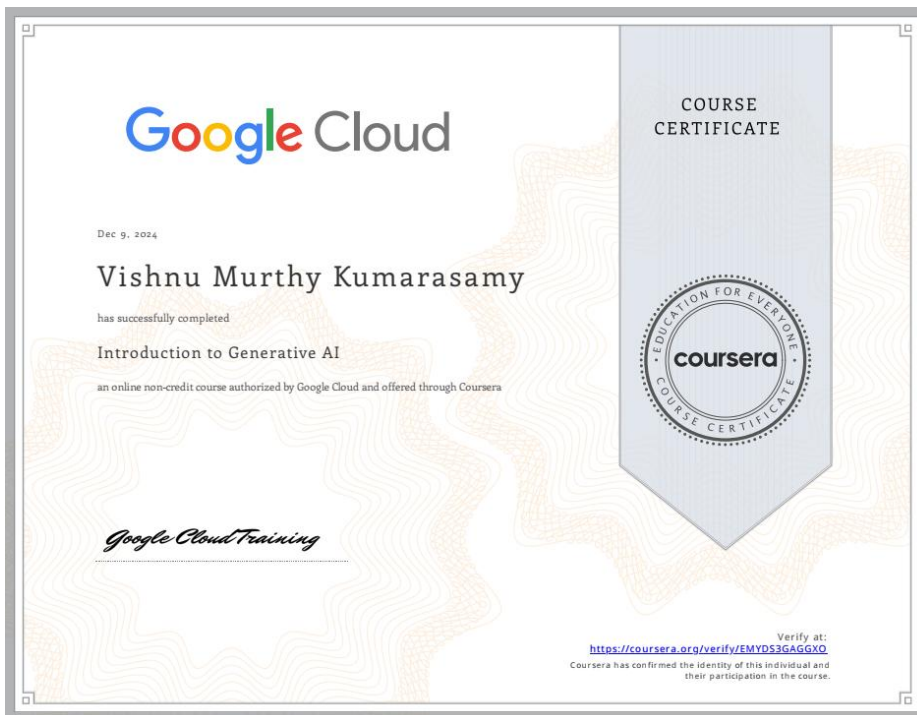 Google Cloud
COURSE
CERTIFICATE
Dec 9, 2024
Vishnu Murthy Kumarasamy
has successfully completed
Introduction to Generative AI
an online non-credit course authorized by Google Cloud and offered through Coursera
EDUCATION FOR EVERYONE
coursera
COURSE CERTIFICATE
Google Cloud Training
Verify at:
https://coursera.org/verify/EMYDS3GAGGXO
Coursera has confirmed the identity of this individual and
their participation in the course.